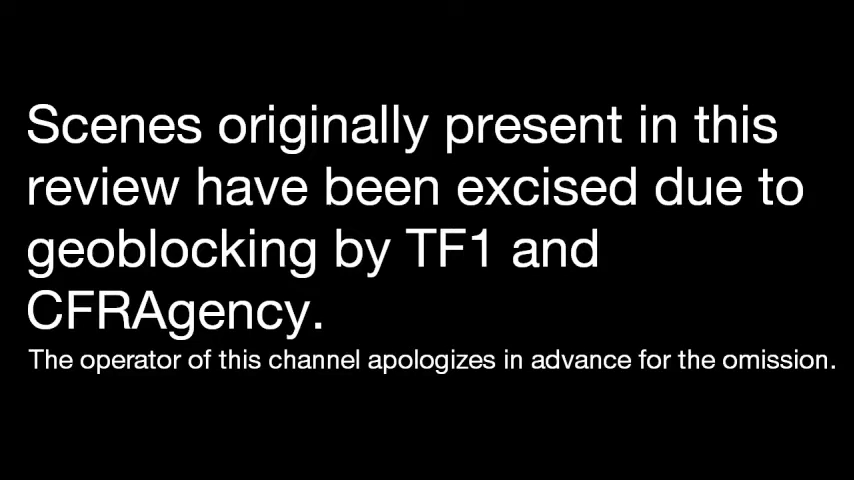 Scenes originally present in this
review have been excised due to
geoblocking by TF1 and
CFRAgency.
The operator of this channel apologizes in advance for the omission.